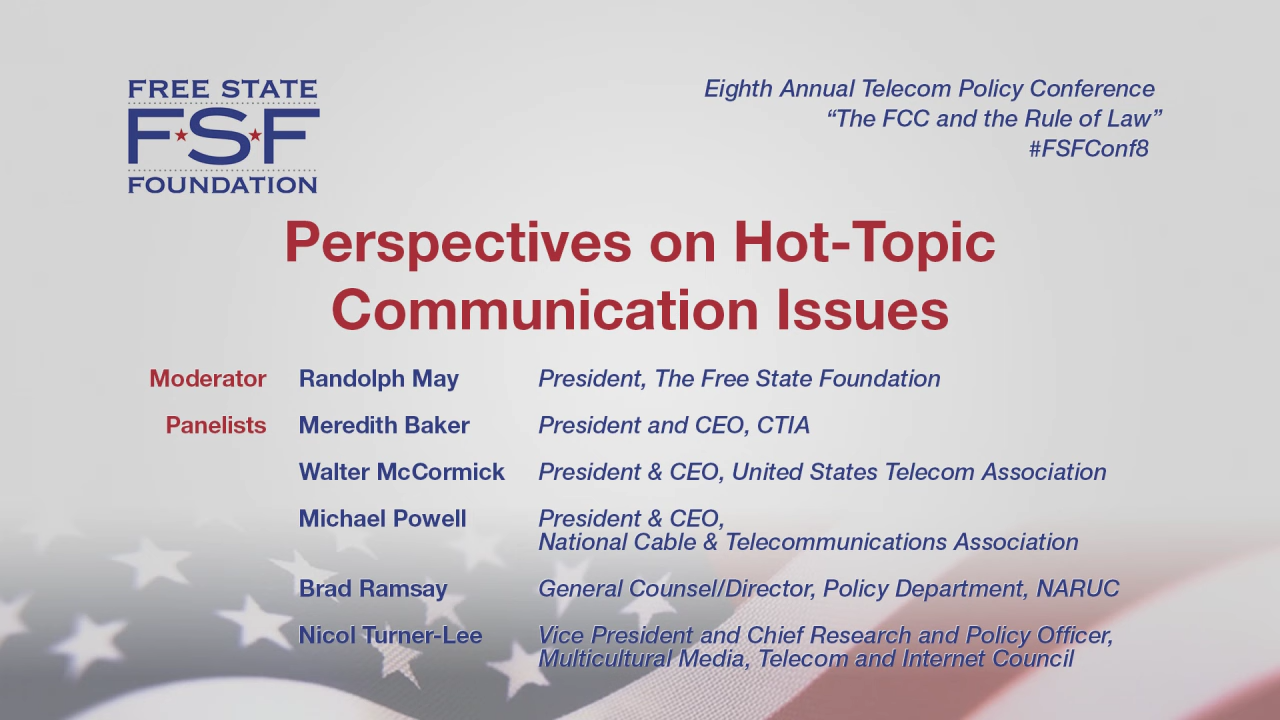 FREE STATE
FSF
FOUNDATION
Eighth Annual Telecom Policy Conference
“The FCC and the Rule of Law”
#FSFConf8
Perspectives on Hot-Topic
Communication Issues
Moderator Randolph May President, The Free State Foundation
Panelists Meredith Baker President and CEO, CTIA
Walter McCormick President & CEO, United States Telecom Association
Michael Powell President & CEO,
National Cable & Telecommunications Association
Brad Ramsay General Counsel/Director, Policy Department, NARUC
Nicol Turner-Lee Vice President and Chief Research and Policy Officer,
Multicultural Media, Telecom and Internet Council